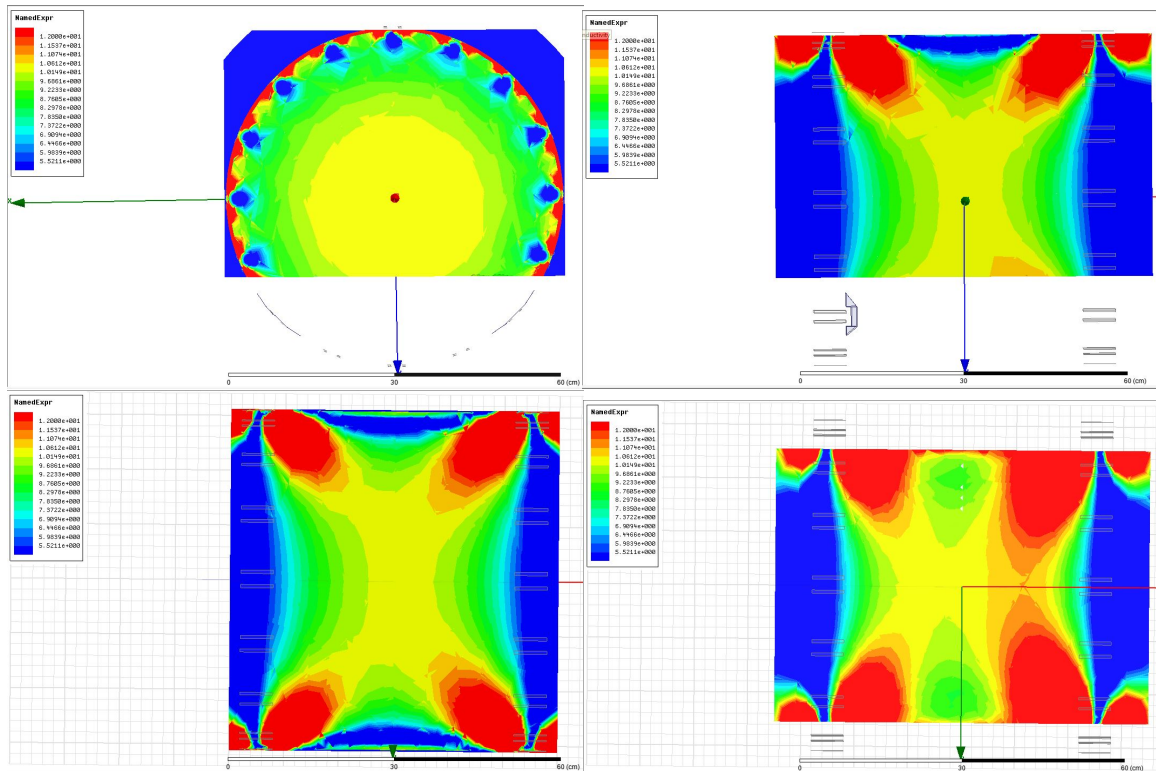 NamedExpr
1.2000e+001
1.1537e+001
1.1074e+001
1.0612e+001
1.0149e+001
9.6861e+000
9.2233e+000
8.7605e+000
8.2978e+000
7.8350e+000
7.3722e+000
6.9094e+000
6.4466e+000
5.9839e+000
5.5211e+000
0
30
60 (cm)
NamedExpr
1.2000e+001
1.1537e+001
1.1074e+001
1.0612e+001
1.0149e+001
9.6861e+000
9.2233e+000
8.7605e+000
8.2978e+000
7.8350e+000
7.3722e+000
6.9094e+000
6.4466e+000
5.9839e+000
5.5211e+000
0
30
60 (cm)
NamedExpr
1.2000e+001
1.1537e+001
1.1074e+001
1.0612e+001
1.0149e+001
9.6861e+000
9.2233e+000
8.7605e+000
8.2978e+000
7.8350e+000
7.3722e+000
6.9094e+000
6.4466e+000
5.9839e+000
5.5211e+000
0
30
60 (cm)
NamedExpr
1.2000e+001
1.1537e+001
1.1074e+001
1.0612e+001
1.0149e+001
9.6861e+000
9.2233e+000
8.7605e+000
8.2978e+000
7.8350e+000
7.3722e+000
6.9094e+000
6.4466e+000
5.9839e+000
5.5211e+000
0
30
60 (cm)